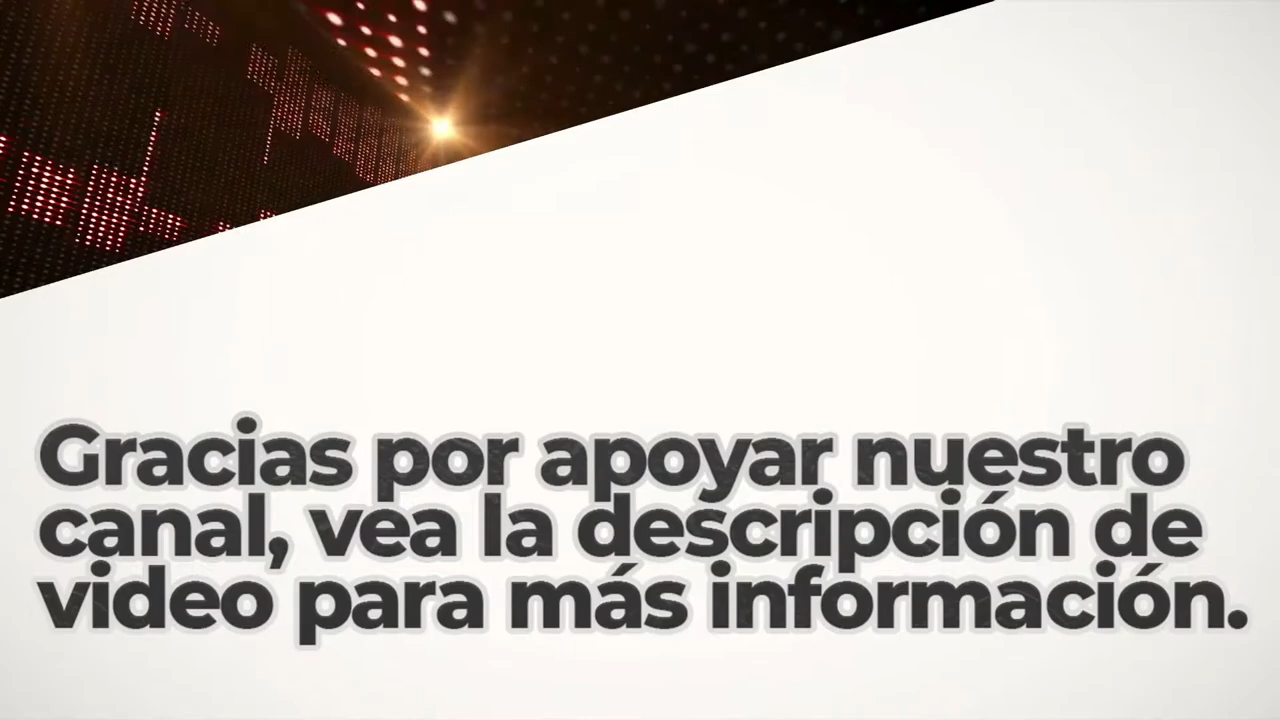 Gracias por apoyar nuestro
canal, vea la descripción de
video para más información.